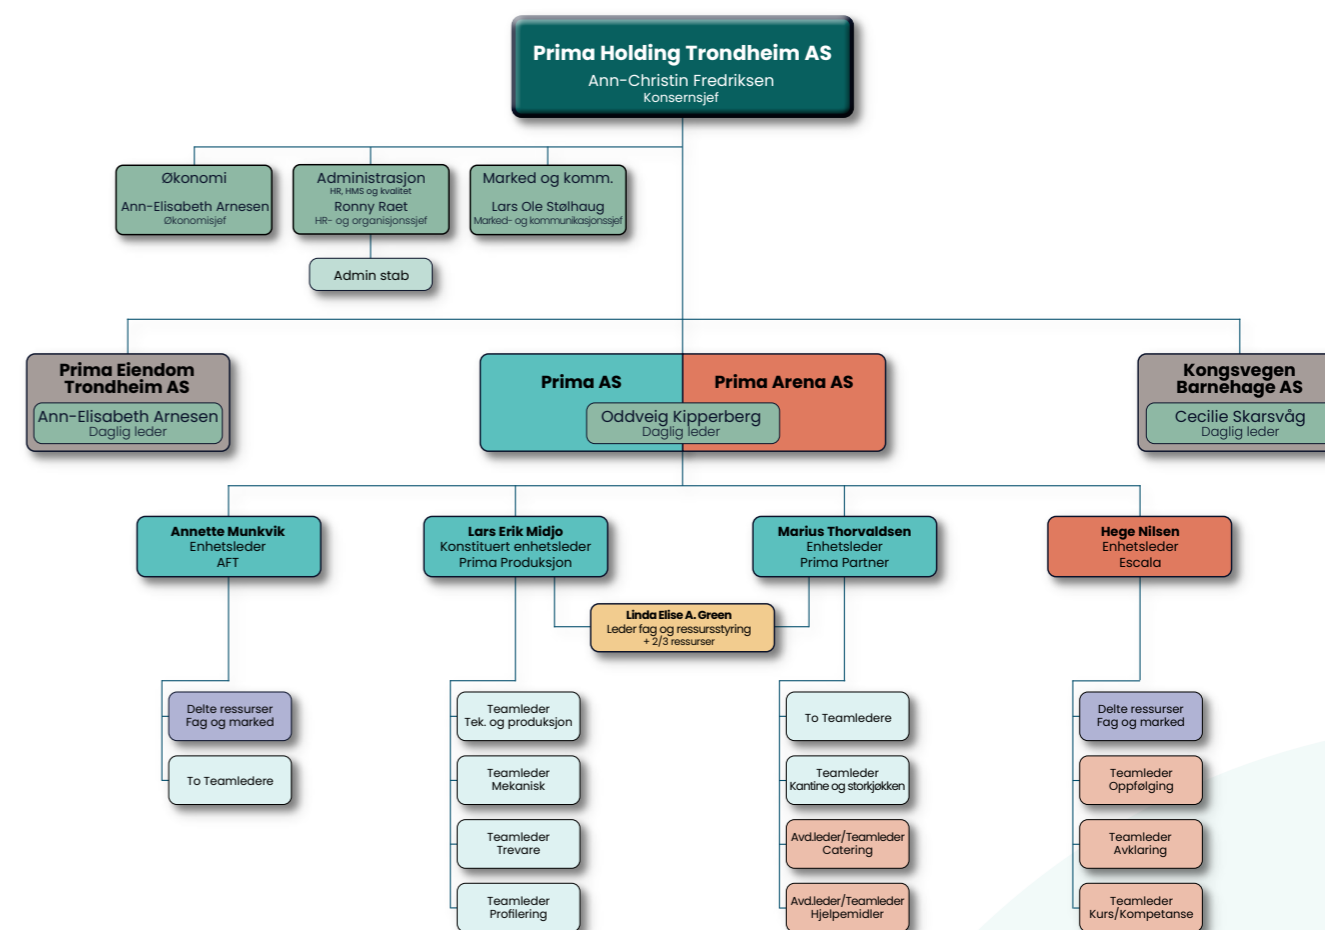 Prima Holding Trondheim AS
Ann-Christin Fredriksen
Konsernsjef
Økonomi
Ann-Elisabeth Arnesen
Økonomisjef
Administrasjon
HR, HMS og kvalitet
Ronny Raet
HR- og organisjonssjef
Marked og komm.
Lars Ole Stølhaug
Marked- og kommunikasjonssjef
Admin stab
Prima Eiendom
Trondheim AS
Ann-Elisabeth Arnesen
Daglig leder
Prima AS
Prima Arena AS
Oddveig Kipperberg
Daglig leder
Kongsvegen
Barnehage AS
Cecilie Skarsvåg
Daglig leder
Annette Munkvik
Enhetsleder
AFT
Lars Erik Midjo
Konstituert enhetsleder
Prima Produksjon
Marius Thorvaldsen
Enhetsleder
Prima Partner
Hege Nilsen
Enhetsleder
Escala
Linda Elise A. Green
Leder fag og ressursstyring
+ 2/3 ressurser
Delte ressurser
Fag og marked
To Teamledere
Teamleder
Tek. og produksjon
Teamleder
Mekanisk
Teamleder
Trevare
Teamleder
Profilering
To Teamledere
Teamleder
Kantine og storkjøkken
Avd.leder/Teamleder
Catering
Avd.leder/Teamleder
Hjelpemidler
Delte ressurser
Fag og marked
Teamleder
Oppfølging
Teamleder
Avklaring
Teamleder
Kurs/Kompetanse